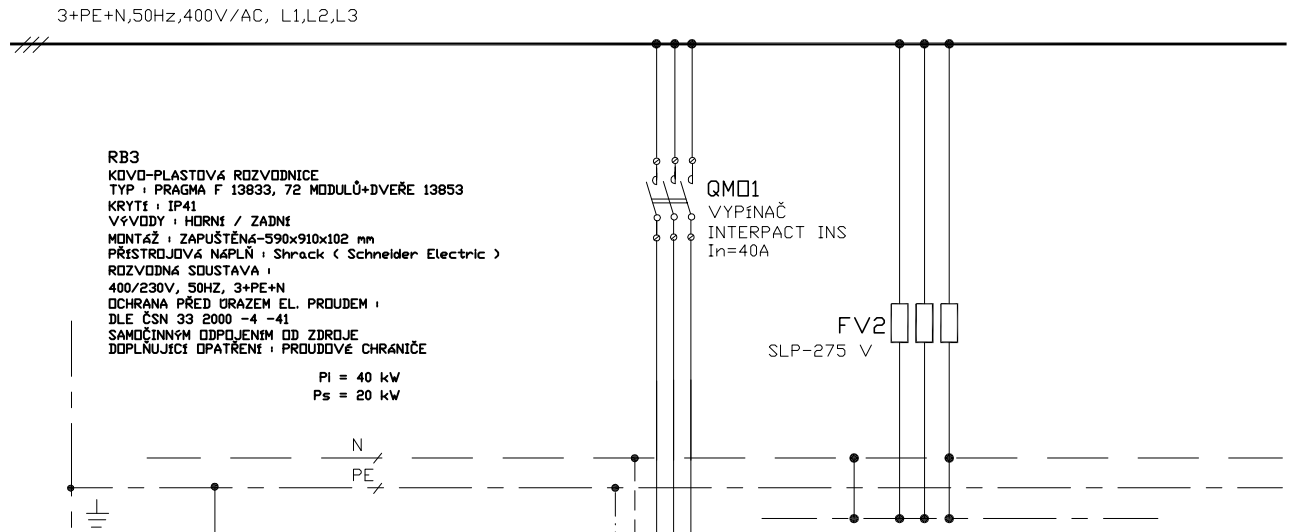 3+PE+N,50Hz,400V/AC, L1,L2,L3
RB3
KOVO-PLASTOVÁ ROZVODNICE
TYP : PRAGMA F 13833, 72 MODULŮ+DVEŘE 13853
KRYTÍ : IP41
VÝVODY : HORNÍ / ZADNÍ
MONTÁŽ : ZAPUŠTĚNÁ-590x910x102 mm
PŘÍSTROJOVÁ NÁPLŇ : Shrack ( Schneider Electric )
ROZVODNÁ SOUSTAVA :
400/230V, 50HZ, 3+PE+N
OCHRANA PŘED ÚRAZEM EL. PROUDEM :
DLE ČSN 33 2000 -4 -41
SAMOČINNÝM ODPOJENÍM OD ZDROJE
DOPLŇUJÍCÍ OPATŘENÍ : PROUDOVÉ CHRÁNIČE
Pi = 40 kW
Ps = 20 kW
QM01
VYPÍNAČ
INTERPACT INS
In=40A
FV2
SLP-275 V
N
PE